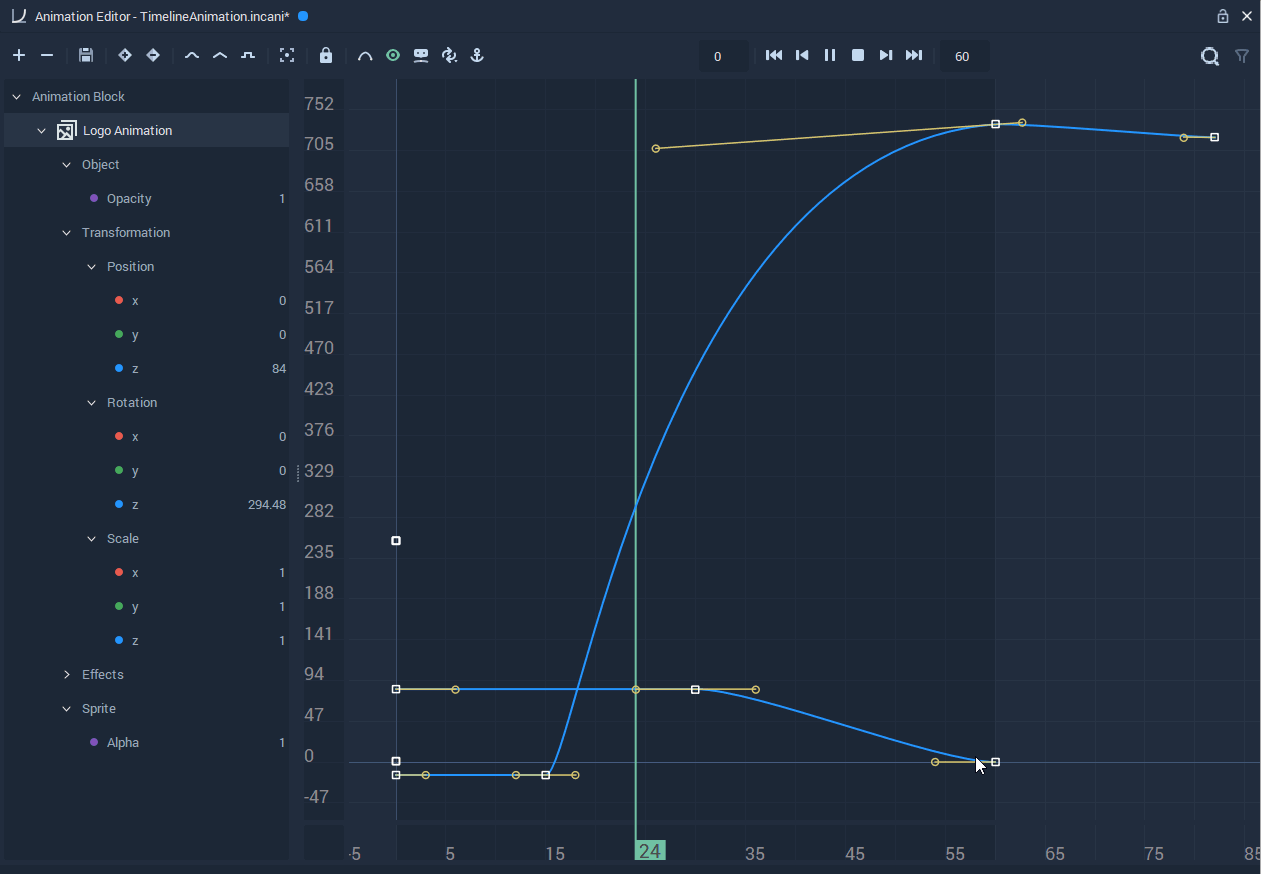 Animation Editor - TimelineAnimation.incani*
0
60
Animation Block
Logo Animation
Object
Opacity 1
Transformation
Position
x 0
y 0
z 84
Rotation
x 0
y 0
z 294.48
Scale
x 1
y 1
z 1
Effects
Sprite
Alpha 1
752
705
658
611
564
517
470
423
376
329
282
235
188
141
94
47
0
-47
-5 5 15 24 35 45 55 65 75 85